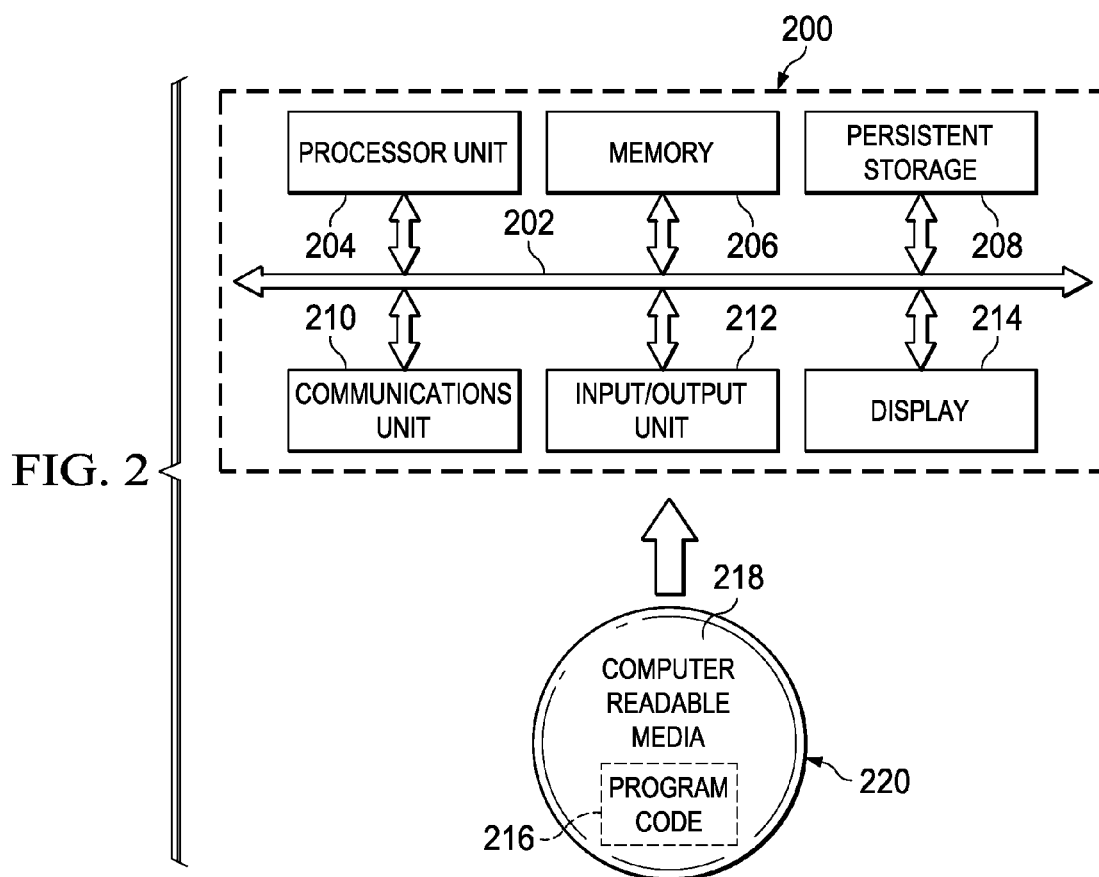 200
PROCESSOR UNIT
MEMORY
PERSISTENT
STORAGE
204
202
206
208
210
212
214
COMMUNICATIONS
UNIT
INPUT/OUTPUT
UNIT
DISPLAY
FIG. 2
218
COMPUTER
READABLE
MEDIA
220
PROGRAM
CODE
216